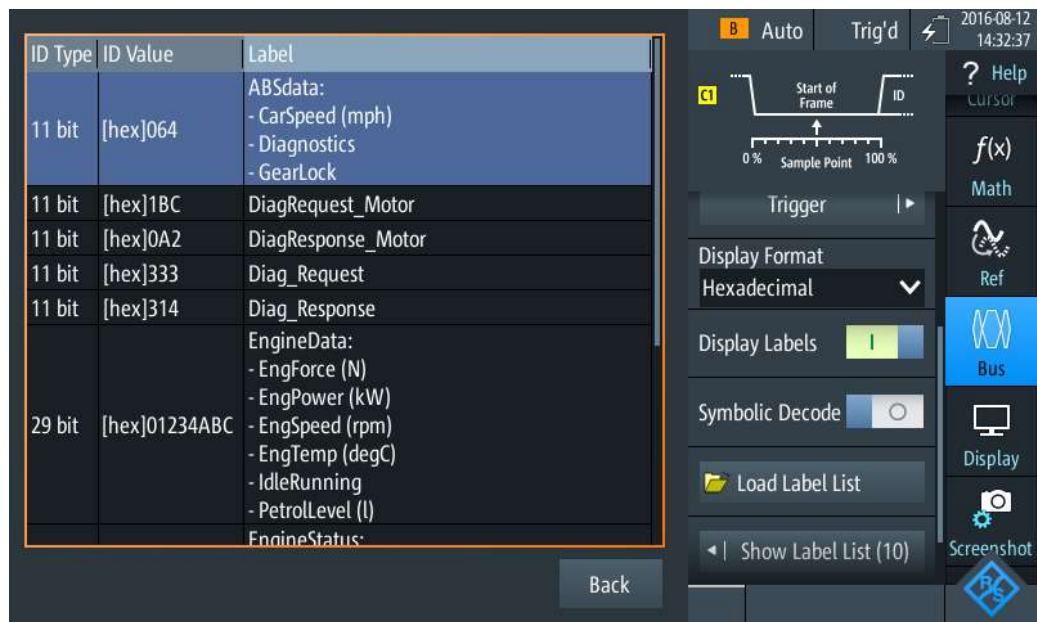 B Auto Trig'd 2016-08-12
14:32:37
ID Type ID Value Label
11 bit [hex]064 ABSdata:
- CarSpeed (mph)
- Diagnostics
- GearLock
11 bit [hex]1BC DiagRequest_Motor
11 bit [hex]0A2 DiagResponse_Motor
11 bit [hex]333 Diag_Request
11 bit [hex]314 Diag_Response
29 bit [hex]01234ABC EngineData:
- EngForce (N)
- EngPower (kW)
- EngSpeed (rpm)
- EngTemp (degC)
- IdleRunning
- PetrolLevel (l)
EngineStatus:
Back
C1
Start of
Frame
ID
0 % Sample Point 100 %
Trigger
Display Format
Hexadecimal
Display Labels
Symbolic Decode
Load Label List
Show Label List (10)
? Help
Cursor
f(x)
Math
Ref
Bus
Display
Screenshot
R&S